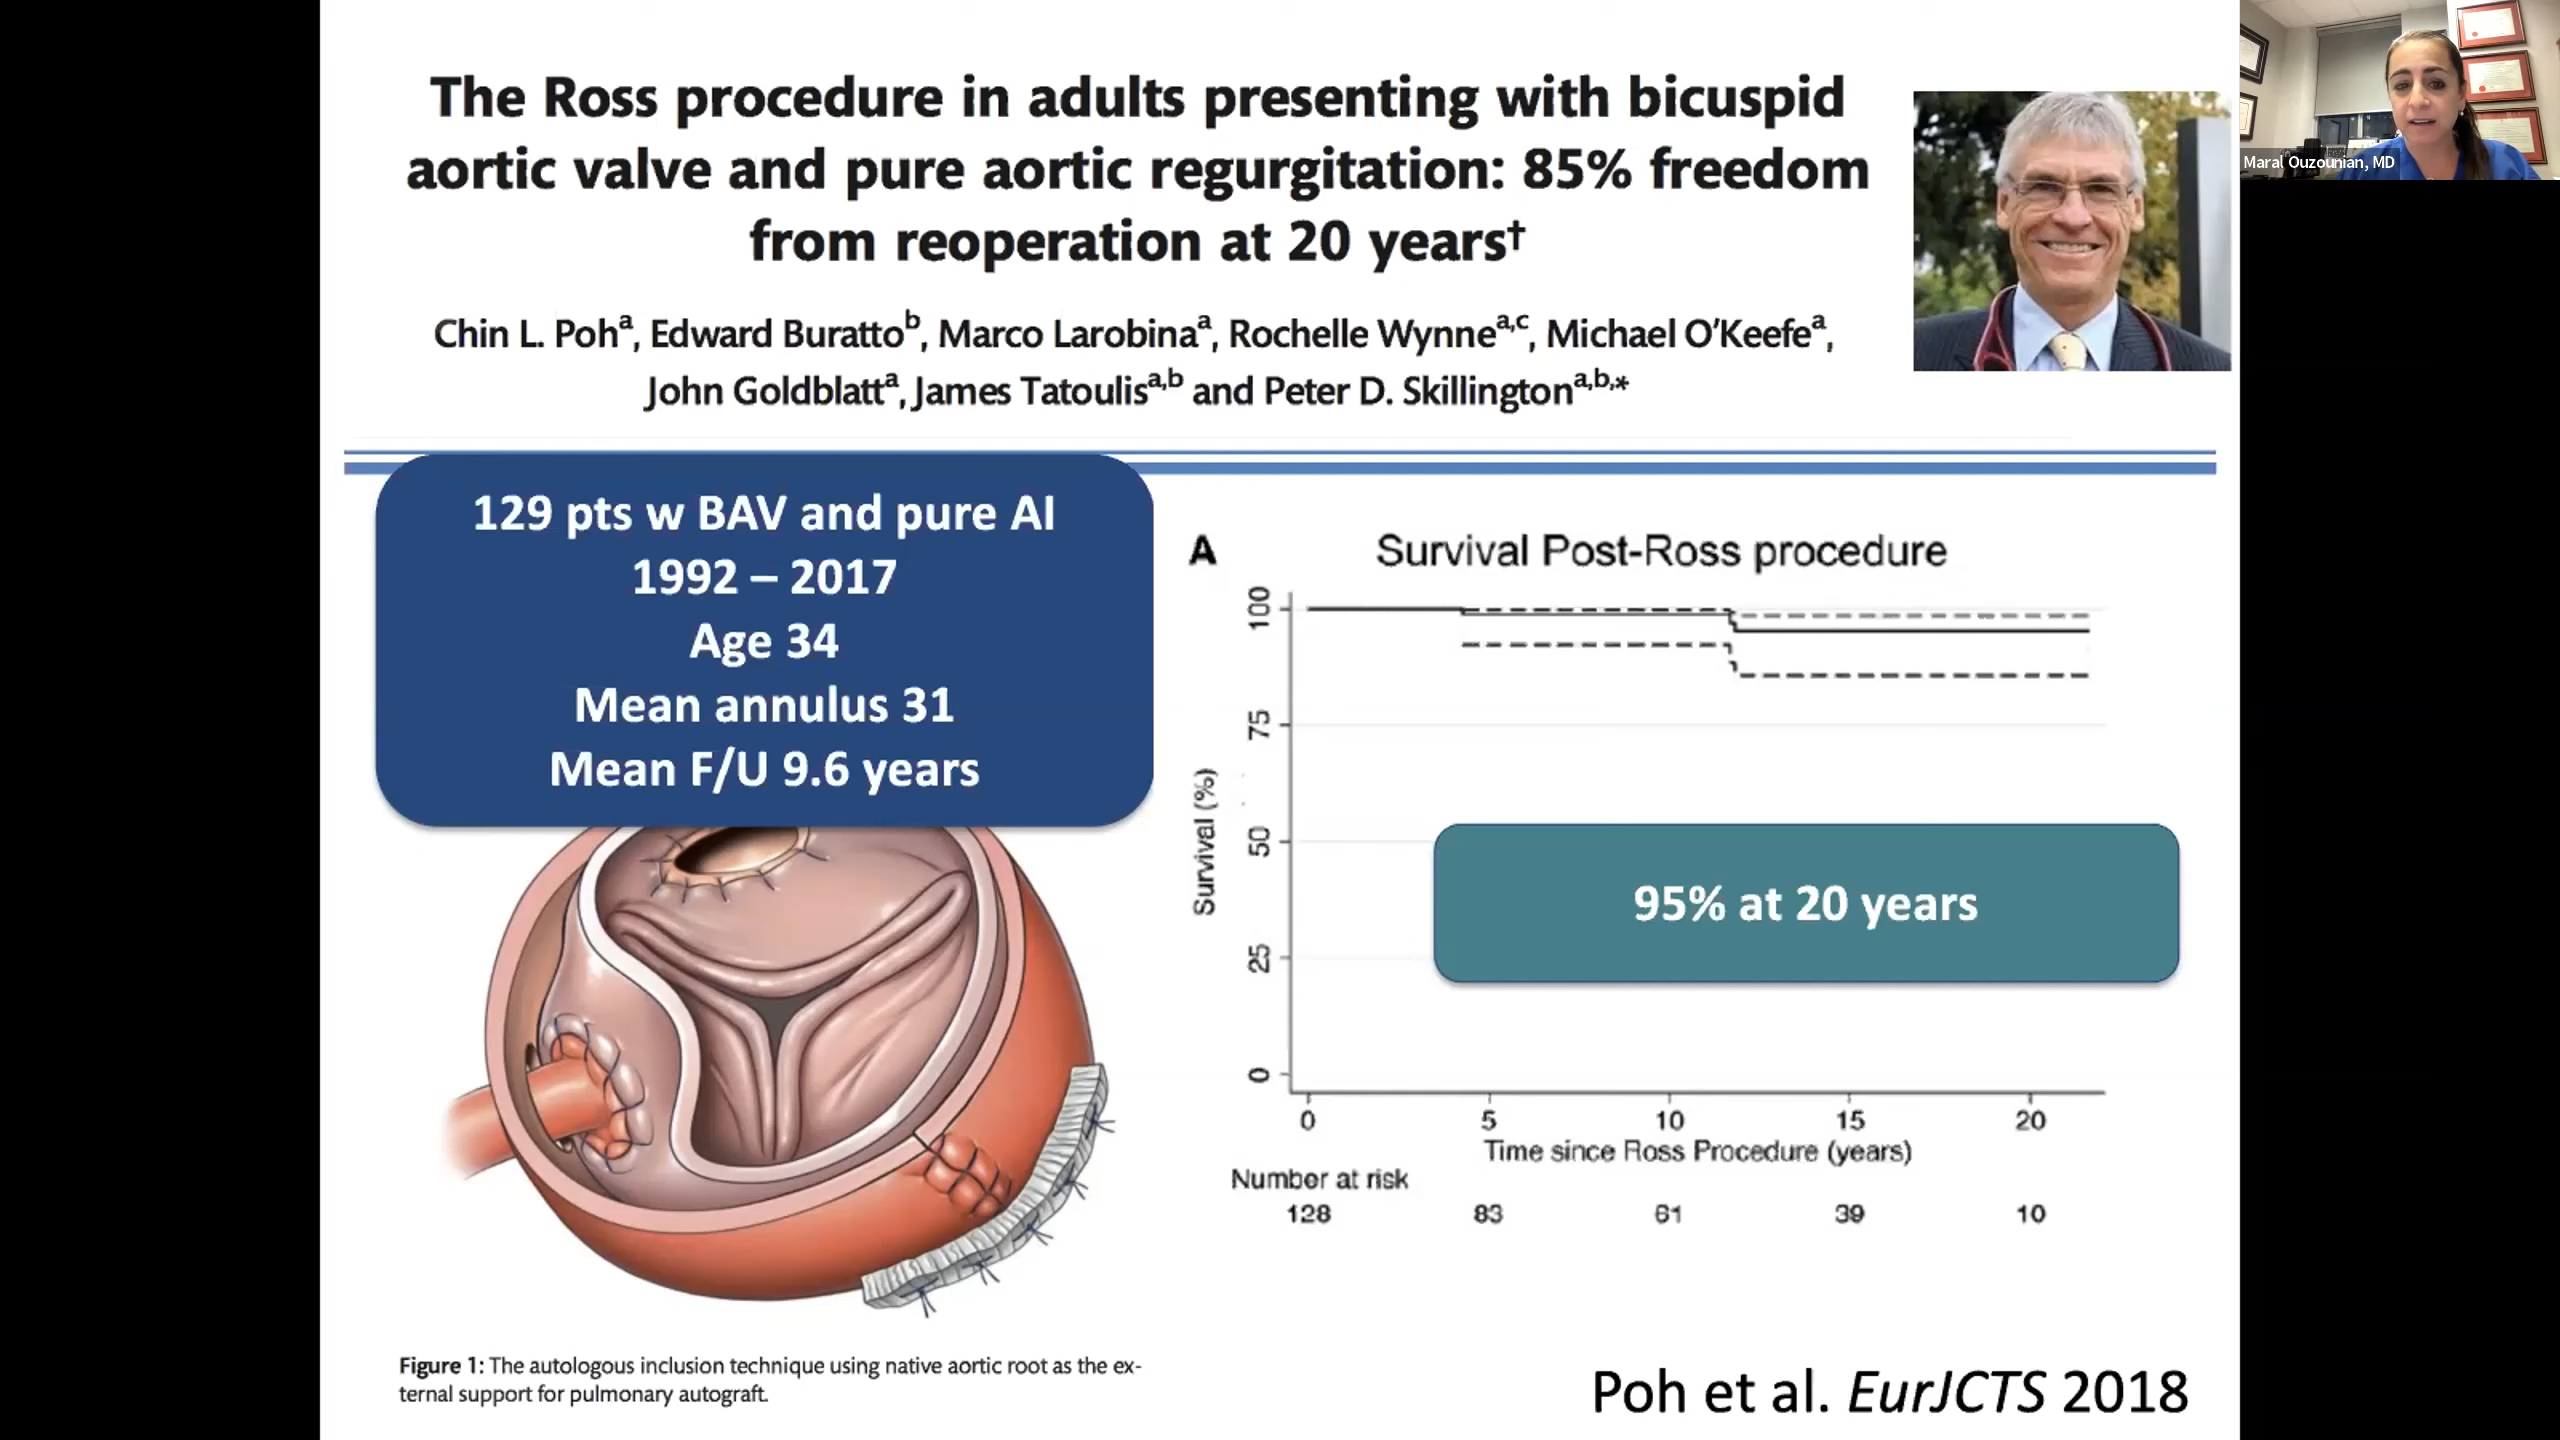 The Ross procedure in adults presenting with bicuspid
aortic valve and pure aortic regurgitation: 85% freedom
from reoperation at 20 years†
Chin L. Poha, Edward Burattob, Marco Larobinaa, Rochelle Wynnea,c, Michael O'Keefea,
John Goldblatta, James Tatoulisa,b and Peter D. Skillingtona,b,*
Maral Ouzounian, MD
129 pts w BAV and pure AI
1992 – 2017
Age 34
Mean annulus 31
Mean F/U 9.6 years
Figure 1: The autologous inclusion technique using native aortic root as the ex-
ternal support for pulmonary autograft.
A
Survival Post-Ross procedure
Survival (%)
100
75
50
25
0
95% at 20 years
0 5 10 15 20
Time since Ross Procedure (years)
Number at risk
128 83 61 39 10
Poh et al. EurJCTS 2018